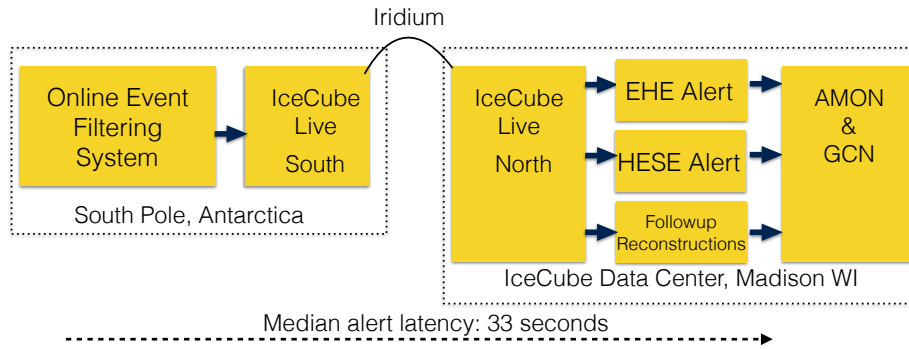 Iridium
Online Event
Filtering
System
IceCube
Live
South
South Pole, Antarctica
IceCube
Live
North
EHE Alert
HESE Alert
Followup
Reconstructions
AMON
&
GCN
IceCube Data Center, Madison WI
Median alert latency: 33 seconds